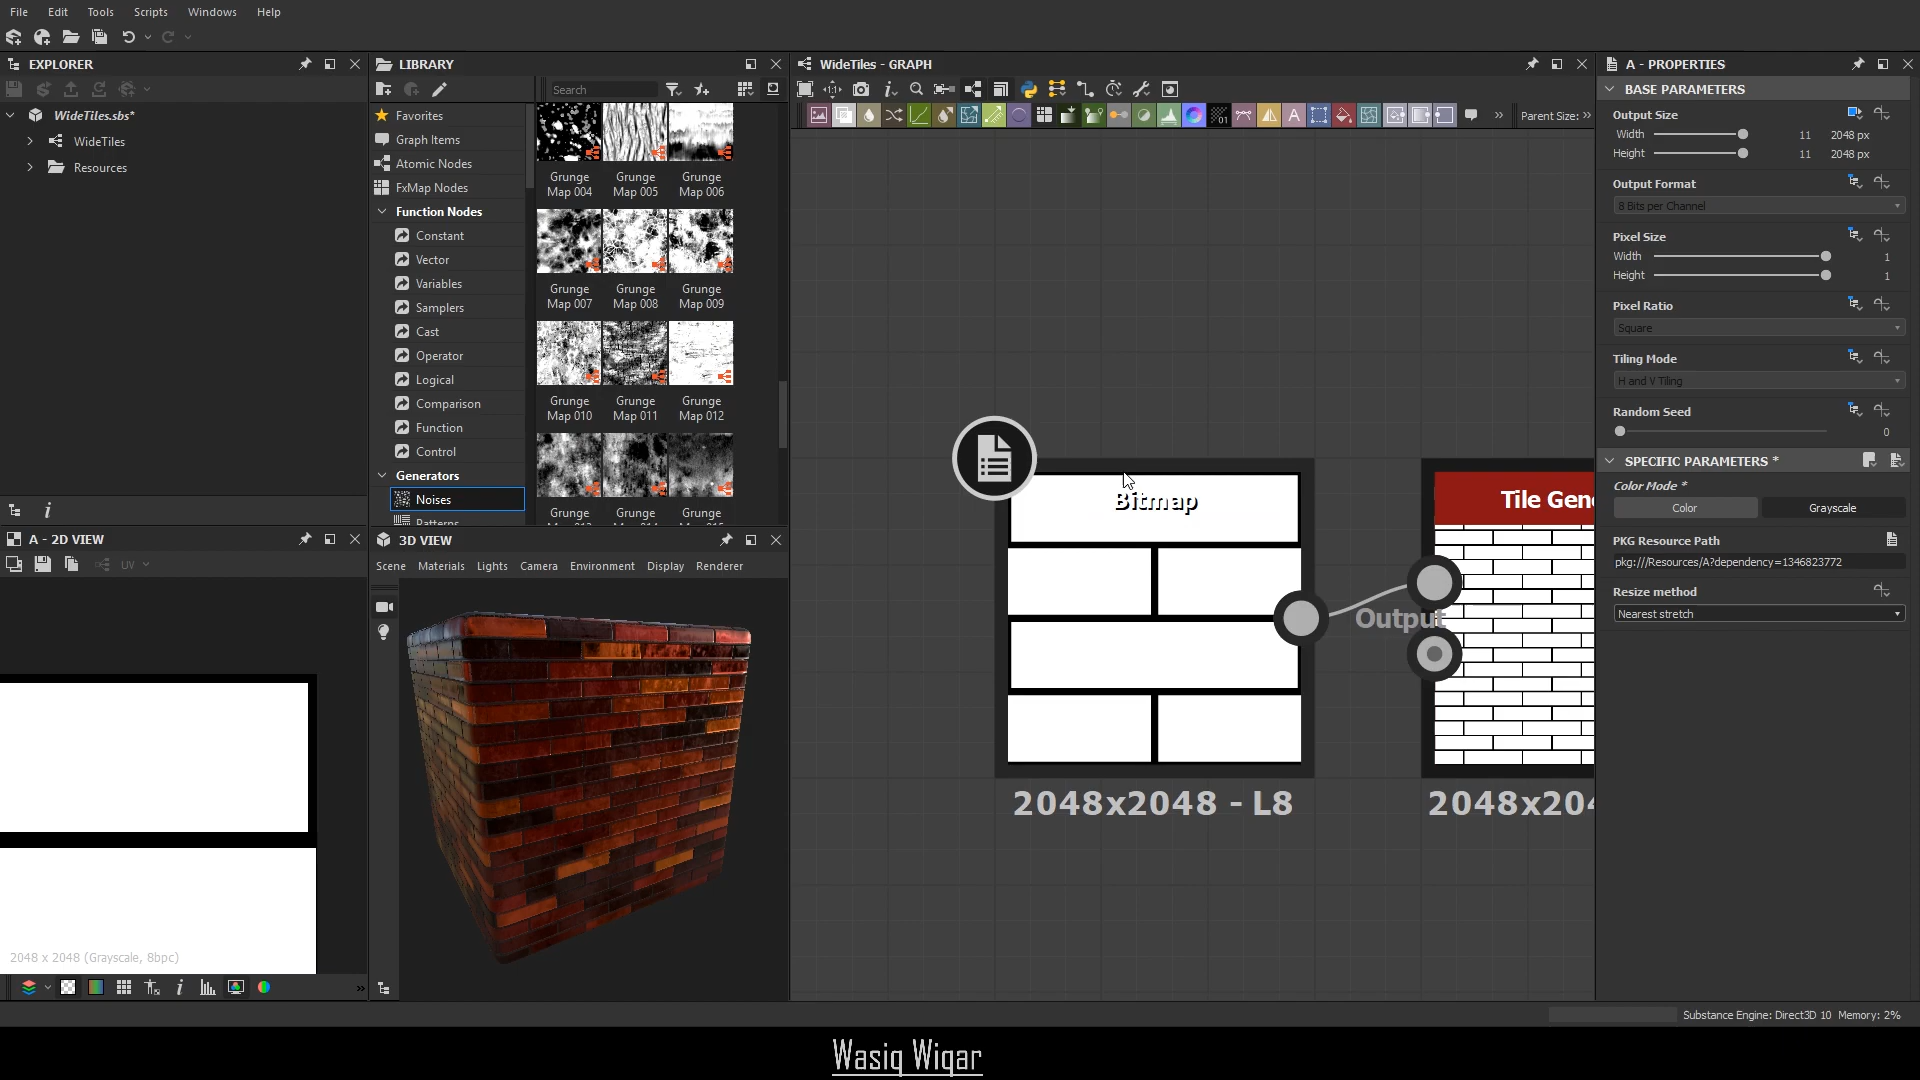 File Edit Tools Scripts Windows Help
EXPLORER
WideTiles.sbs*
WideTiles
Resources
LIBRARY
Search
Favorites
Graph Items
Atomic Nodes
FxMap Nodes
Function Nodes
Constant
Vector
Variables
Samplers
Cast
Operator
Logical
Comparison
Function
Control
Generators
Noises
Patterns
Grunge Map 004
Grunge Map 005
Grunge Map 006
Grunge Map 007
Grunge Map 008
Grunge Map 009
Grunge Map 010
Grunge Map 011
Grunge Map 012
Grunge
Grunge
Grunge
A - 2D VIEW
UV
2048 x 2048 (Grayscale, 8bpc)
3D VIEW
Scene Materials Lights Camera Environment Display Renderer
WideTiles - GRAPH
Parent Size:
Bitmap
Output
2048x2048 - L8
Tile Gen
2048x204
A - PROPERTIES
BASE PARAMETERS
Output Size
Width 11 2048 px
Height 11 2048 px
Output Format
8 Bits per Channel
Pixel Size
Width 1
Height 1
Pixel Ratio
Square
Tiling Mode
H and V Tiling
Random Seed
0
SPECIFIC PARAMETERS *
Color Mode *
Color Grayscale
PKG Resource Path
pkg:///Resources/A?dependency=1346823772
Resize method
Nearest stretch
Substance Engine: Direct3D 10 Memory: 2%
Wasiq Wiqar